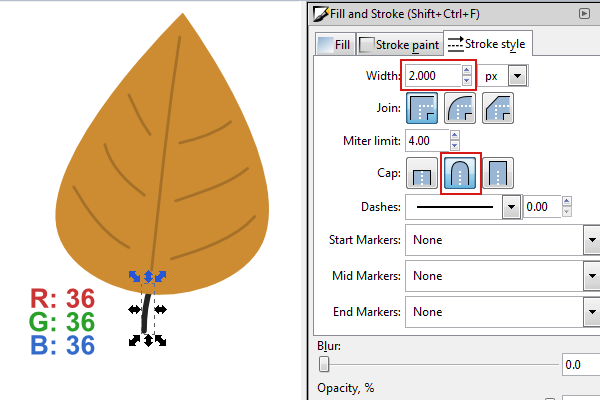 Fill and Stroke (Shift+Ctrl+F)
Fill Stroke paint Stroke style
Width: 2.000 px
Join:
Miter limit: 4.00
Cap:
Dashes: 0.00
Start Markers: None
Mid Markers: None
End Markers: None
R: 36
G: 36
B: 36
Blur:
0.0
Opacity, %